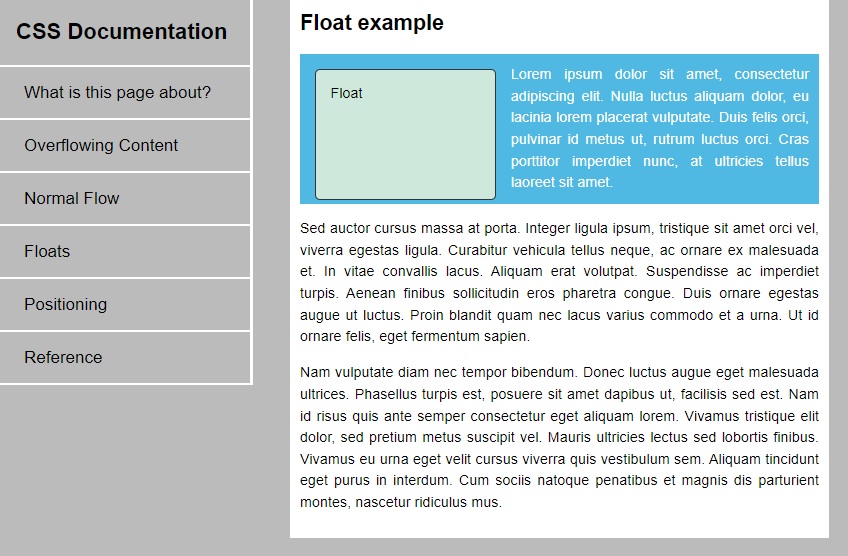 CSS Documentation
What is this page about?
Overflowing Content
Normal Flow
Floats
Positioning
Reference
Float example
Float
Lorem ipsum dolor sit amet, consectetur
adipiscing elit. Nulla luctus aliquam dolor, eu
lacinia lorem placerat vulputate. Duis felis orci,
pulvinar id metus ut, rutrum luctus orci. Cras
porttitor imperdiet nunc, at ultricies tellus
laoreet sit amet.
Sed auctor cursus massa at porta. Integer ligula ipsum, tristique sit amet orci vel,
viverra egestas ligula. Curabitur vehicula tellus neque, ac ornare ex malesuada
et. In vitae convallis lacus. Aliquam erat volutpat. Suspendisse ac imperdiet
turpis. Aenean finibus sollicitudin eros pharetra congue. Duis ornare egestas
augue ut luctus. Proin blandit quam nec lacus varius commodo et a urna. Ut id
ornare felis, eget fermentum sapien.
Nam vulputate diam nec tempor bibendum. Donec luctus augue eget malesuada
ultrices. Phasellus turpis est, posuere sit amet dapibus ut, facilisis sed est. Nam
id risus quis ante semper consectetur eget aliquam lorem. Vivamus tristique elit
dolor, sed pretium metus suscipit vel. Mauris ultricies lectus sed lobortis finibus.
Vivamus eu urna eget velit cursus viverra quis vestibulum sem. Aliquam tincidunt
eget purus in interdum. Cum sociis natoque penatibus et magnis dis parturient
montes, nascetur ridiculus mus.